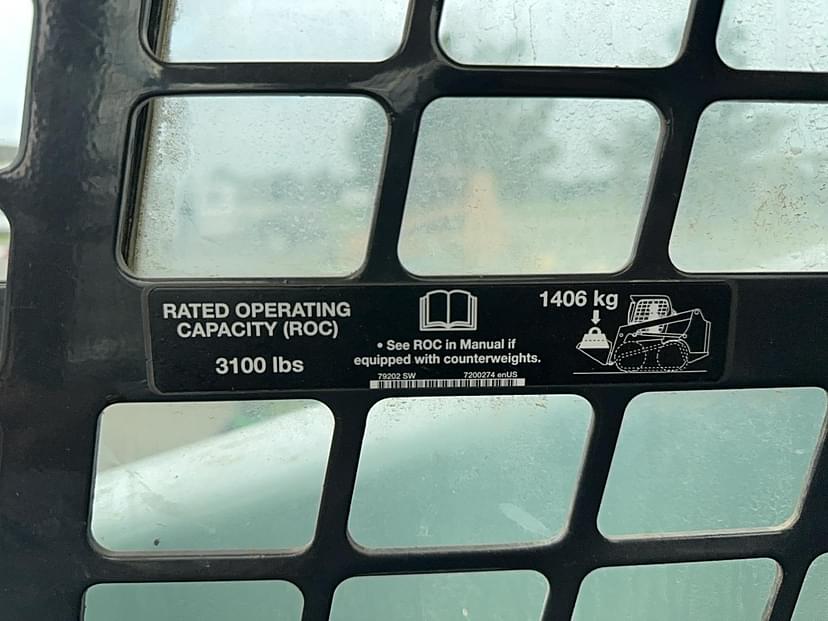 RATED OPERATING
CAPACITY (ROC)
3100 lbs
• See ROC in Manual if
equipped with counterweights.
79202 SW 7200274 enUS
1406 kg